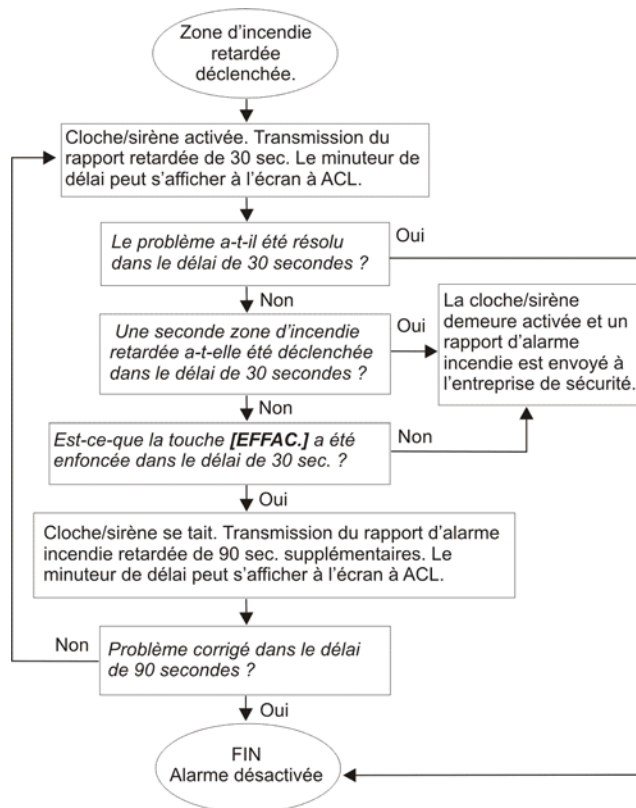 Zone d'incendie
retardée
déclenchée.
Cloche/sirène activée. Transmission du
rapport retardée de 30 sec. Le minuteur de
délai peut s'afficher à l'écran à ACL.
Le problème a-t-il été résolu
dans le délai de 30 secondes ?
Oui
Non
Une seconde zone d'incendie
retardée a-t-elle été déclenchée
dans le délai de 30 secondes ?
Oui
La cloche/sirène
demeure activée et un
rapport d'alarme
incendie est envoyé à
l'entreprise de sécurité.
Non
Est-ce-que la touche [EFFAC.] a été
enfoncée dans le délai de 30 sec. ?
Non
Oui
Cloche/sirène se tait. Transmission du rapport d'alarme
incendie retardée de 90 sec. supplémentaires. Le
minuteur de délai peut s'afficher à l'écran à ACL.
Non
Problème corrigé dans le délai
de 90 secondes ?
Oui
FIN
Alarme désactivée